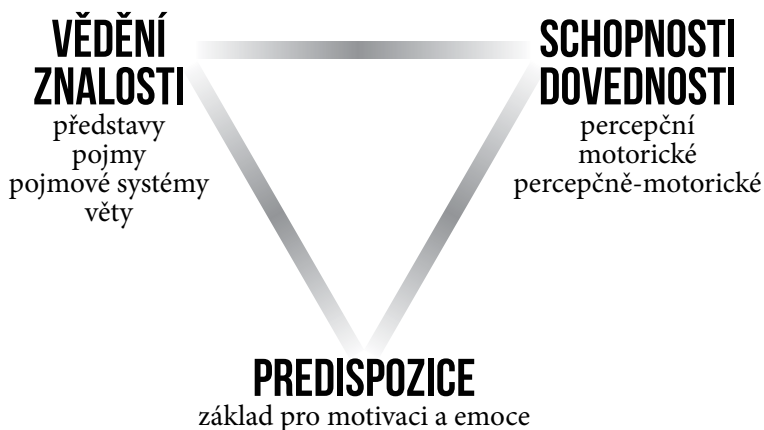 VĚDĚNÍ
ZNALOSTI
představy
pojmy
pojmové systémy
věty
SCHOPNOSTI
DOVEDNOSTI
percepční
motorické
percepčně-motorické
PREDISPOZICE
základ pro motivaci a emoce